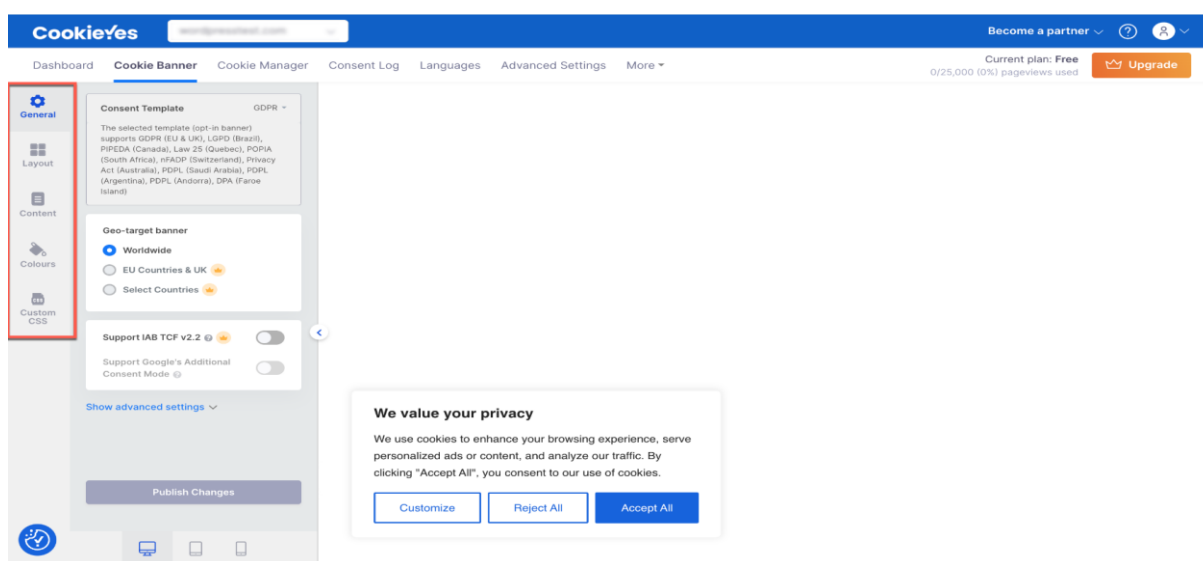 CookieYes
Become a partner
Dashboard Cookie Banner Cookie Manager Consent Log Languages Advanced Settings More
Current plan: Free
0/25,000 (0%) pageviews used
Upgrade
General
Layout
Content
Colours
Custom
CSS
Consent Template GDPR
The selected template (opt-in banner)
supports GDPR (EU & UK), LGPD (Brazil),
PIPEDA (Canada), Law 25 (Quebec), POPIA
(South Africa), nFADP (Switzerland), Privacy
Act (Australia), PDPL (Saudi Arabia), PDPL
(Argentina), PDPL (Andorra), DPA (Faroe
Island)
Geo-target banner
Worldwide
EU Countries & UK
Select Countries
Support IAB TCF v2.2
Support Google's Additional
Consent Mode
Show advanced settings
Publish Changes
We value your privacy
We use cookies to enhance your browsing experience, serve
personalized ads or content, and analyze our traffic. By
clicking "Accept All", you consent to our use of cookies.
Customize Reject All Accept All